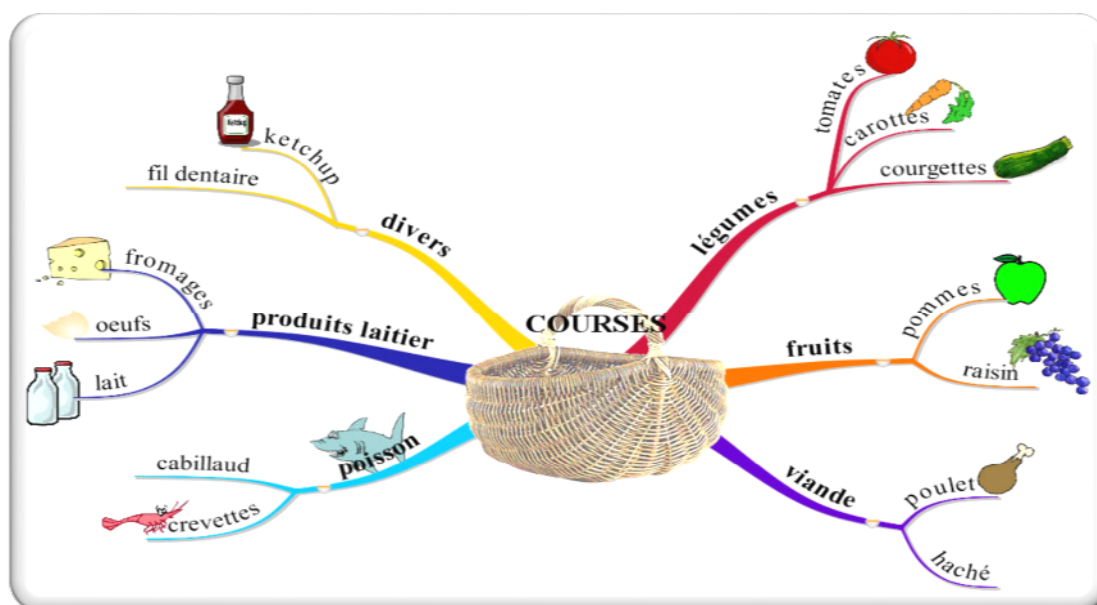 COURSES
légumes
tomates
carottes
courgettes
fruits
pommes
raisin
viande
poulet
haché
poisson
cabillaud
crevettes
produits laitier
fromages
oeufs
lait
divers
ketchup
fil dentaire
Ketchup